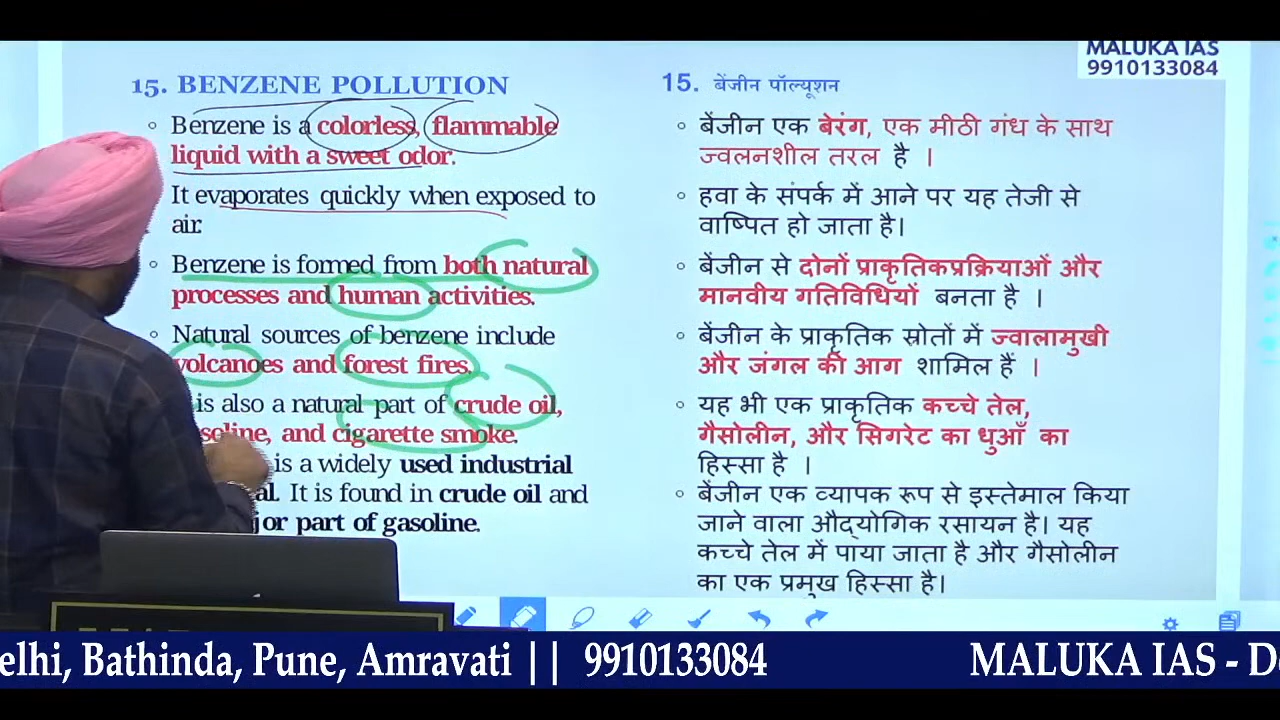 MALUKA IAS
9910133084
15. BENZENE POLLUTION
Benzene is a colorless, flammable
liquid with a sweet odor.
It evaporates quickly when exposed to
air.
Benzene is formed from both natural
processes and human activities.
Natural sources of benzene include
volcanoes and forest fires.
is also a natural part of crude oil,
and cigarette smoke.
is a widely used industrial
It is found in crude oil and
part of gasoline.
15. बेंजीन पॉल्यूशन
बेंजीन एक बेरंग, एक मीठी गंध के साथ
ज्वलनशील तरल है ।
हवा के संपर्क में आने पर यह तेजी से
वाष्पित हो जाता है।
बेंजीन से दोनों प्राकृतिकप्रक्रियाओं और
मानवीय गतिविधियों बनता है ।
बेंजीन के प्राकृतिक स्रोतों में ज्वालामुखी
और जंगल की आग शामिल हैं ।
यह भी एक प्राकृतिक कच्चे तेल,
गैसोलीन, और सिगरेट का धुआँ का
हिस्सा है ।
बेंजीन एक व्यापक रूप से इस्तेमाल किया
जाने वाला औद्योगिक रसायन है। यह
कच्चे तेल में पाया जाता है और गैसोलीन
का एक प्रमुख हिस्सा है।
elhi, Bathinda, Pune, Amravati || 9910133084 MALUKA IAS - D